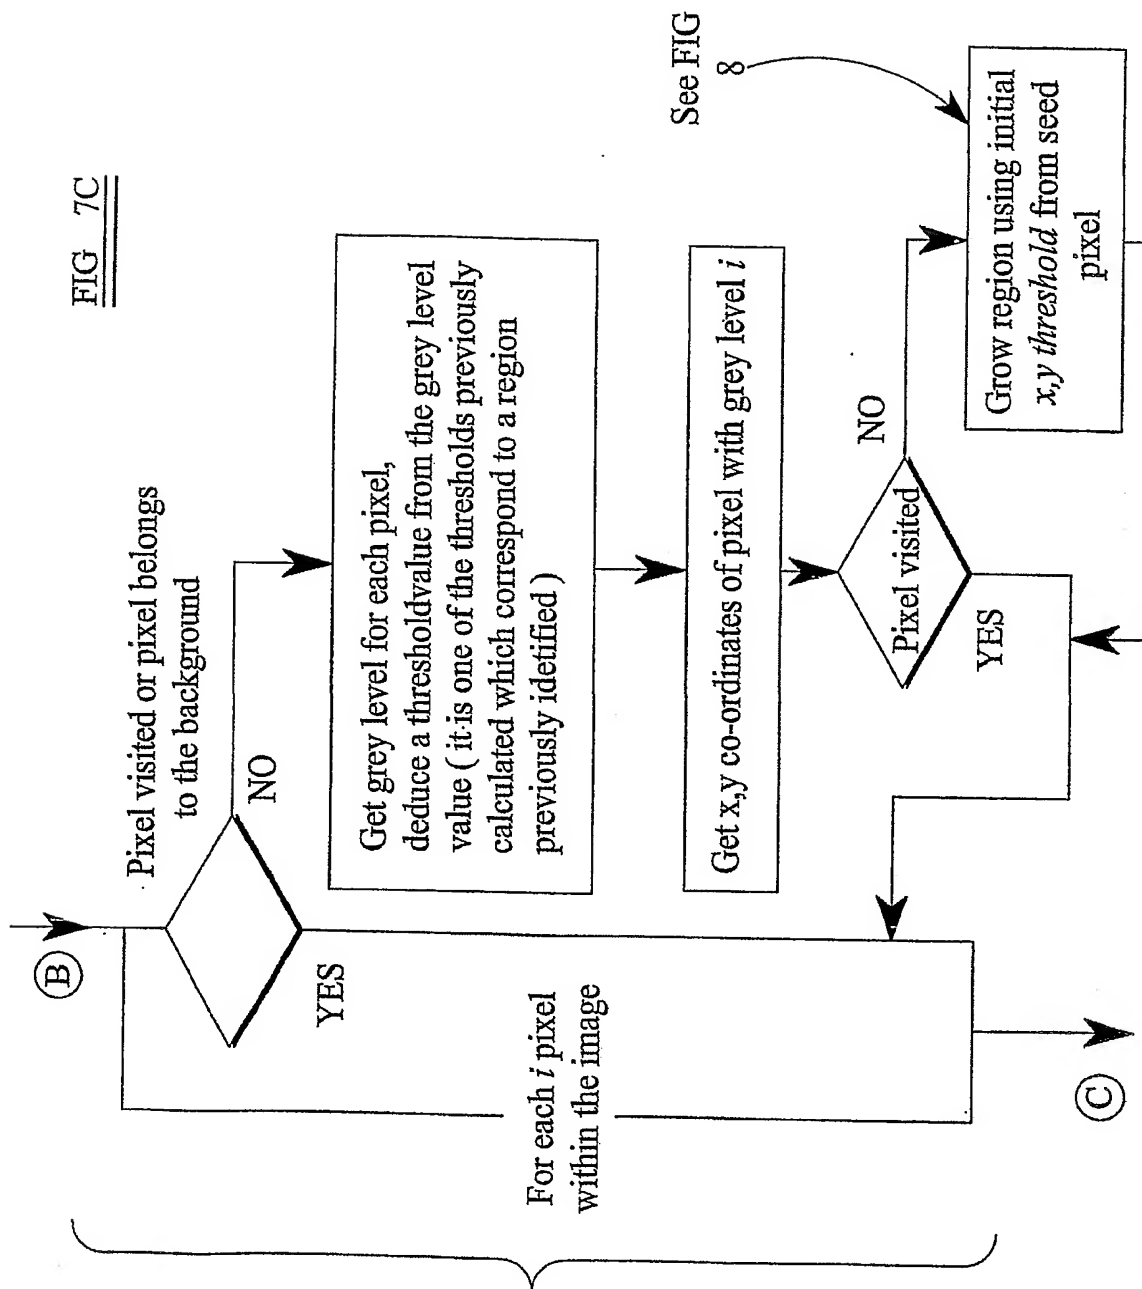 FIG 7C
B
Pixel visited or pixel belongs
to the background
YES
NO
Get grey level for each pixel,
deduce a thresholdvalue from the grey level
value ( it is one of the thresholds previously
calculated which correspond to a region
previously idetified )
Get x,y co-ordinates of pixel with grey level i
Pixel visited
NO
YES
See FIG
8
Grow region using initial
x,y threshold from seed
pixel
For each i pixel
within the image
C